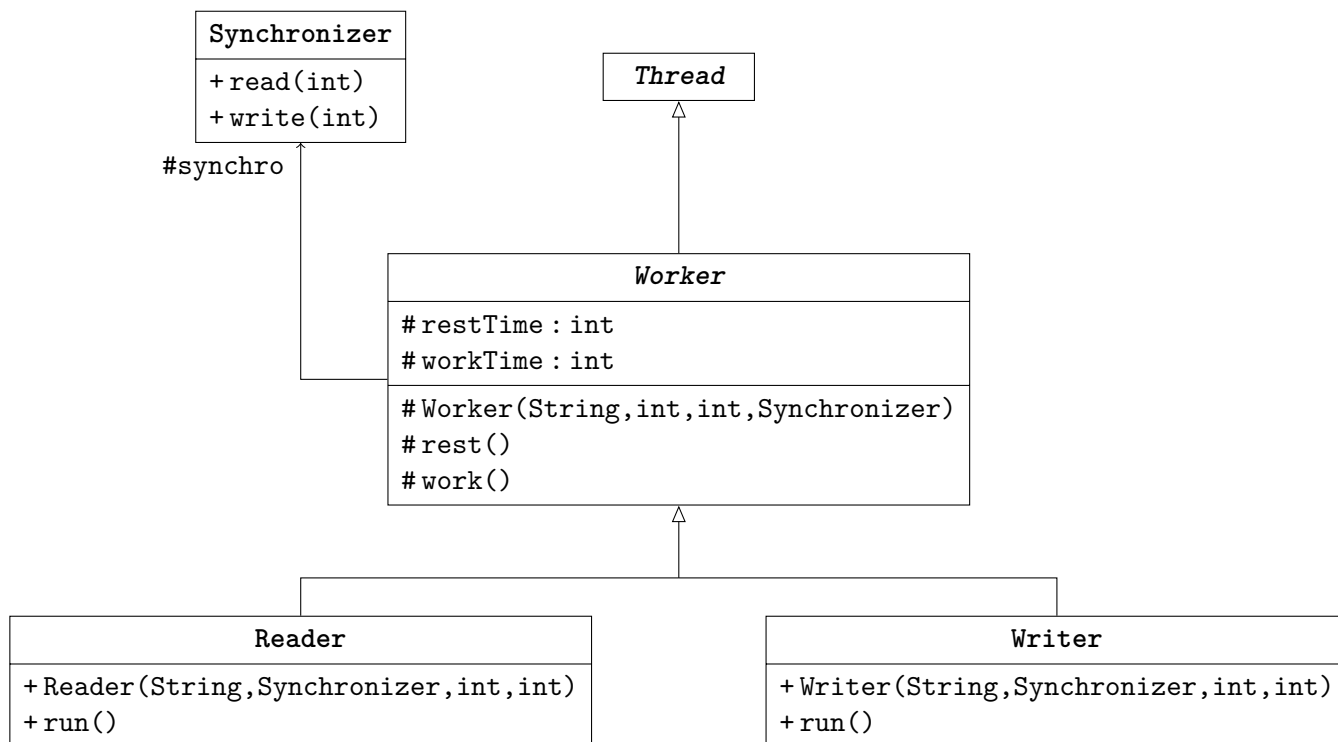 Synchronizer
+ read(int)
+ write(int)
Thread
#synchro
Worker
# restTime : int
# workTime : int
# Worker(String,int,int,Synchronizer)
# rest()
# work()
Reader
+ Reader(String,Synchronizer,int,int)
+ run()
Writer
+ Writer(String,Synchronizer,int,int)
+ run()